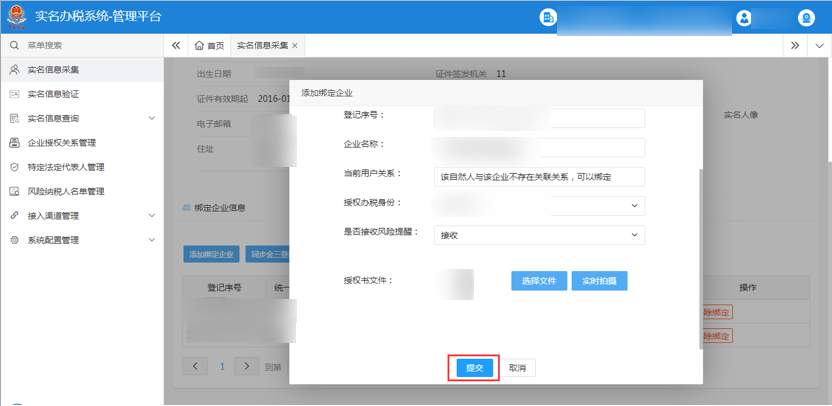 实名办税系统-管理平台
菜单搜索
首页
实名信息采集
实名信息采集
实名信息验证
实名信息查询
企业授权关系管理
特定法定代表人管理
风险纳税人名单管理
接入渠道管理
系统配置管理
出生日期
证件签发机关 11
证件有效期起 2016-01
电子邮箱
住址
实名人像
绑定企业信息
添加绑定企业
同步金三登
登记序号
统一
操作
除绑定
除绑定
1
到第
添加绑定企业
登记序号：
企业名称：
当前用户关系：
该自然人与该企业不存在关联关系，可以绑定
授权办税身份：
是否接收风险提醒：
接收
授权书文件：
选择文件
实时拍摄
提交
取消